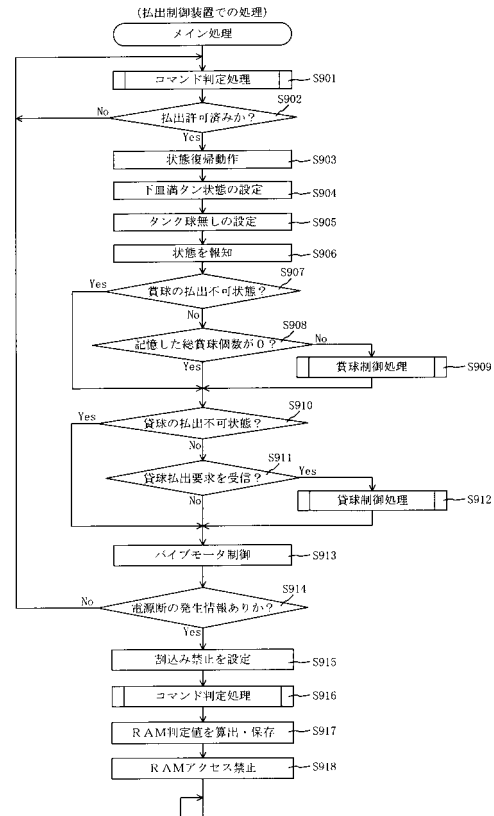 (払出制御装置での処理)
メイン処理
コマンド判定処理
S901
S902
No
払出許可済みか？
Yes
状態復帰動作
S903
下皿満タン状態の設定
S904
タンク球無しの設定
S905
状態を報知
S906
S907
Yes
賞球の払出不可状態？
No
S908
記憶した総賞球個数が０？
No
Yes
賞球制御処理
S909
S910
Yes
貸球の払出不可状態？
No
S911
貸球払出要求を受信？
Yes
No
貸球制御処理
S912
バイブモータ制御
S913
S914
No
電源断の発生情報ありか？
Yes
割込み禁止を設定
S915
コマンド判定処理
S916
ＲＡＭ判定値を算出・保存
S917
ＲＡＭアクセス禁止
S918